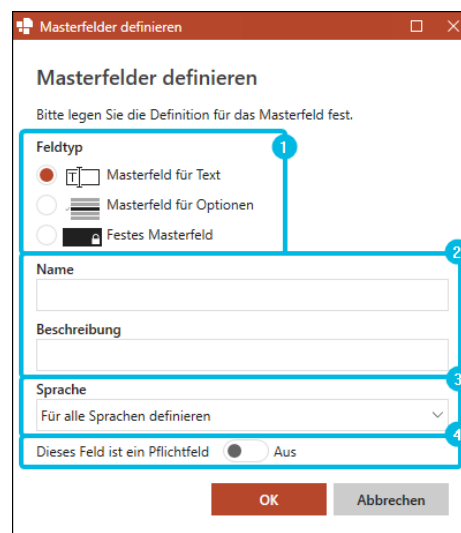 Masterfelder definieren
Masterfelder definieren
Bitte legen Sie die Definition für das Masterfeld fest.
Feldtyp
1
T Masterfeld für Text
Masterfeld für Optionen
Festes Masterfeld
2
Name
Beschreibung
3
Sprache
Für alle Sprachen definieren
4
Dieses Feld ist ein Pflichtfeld Aus
OK Abbrechen